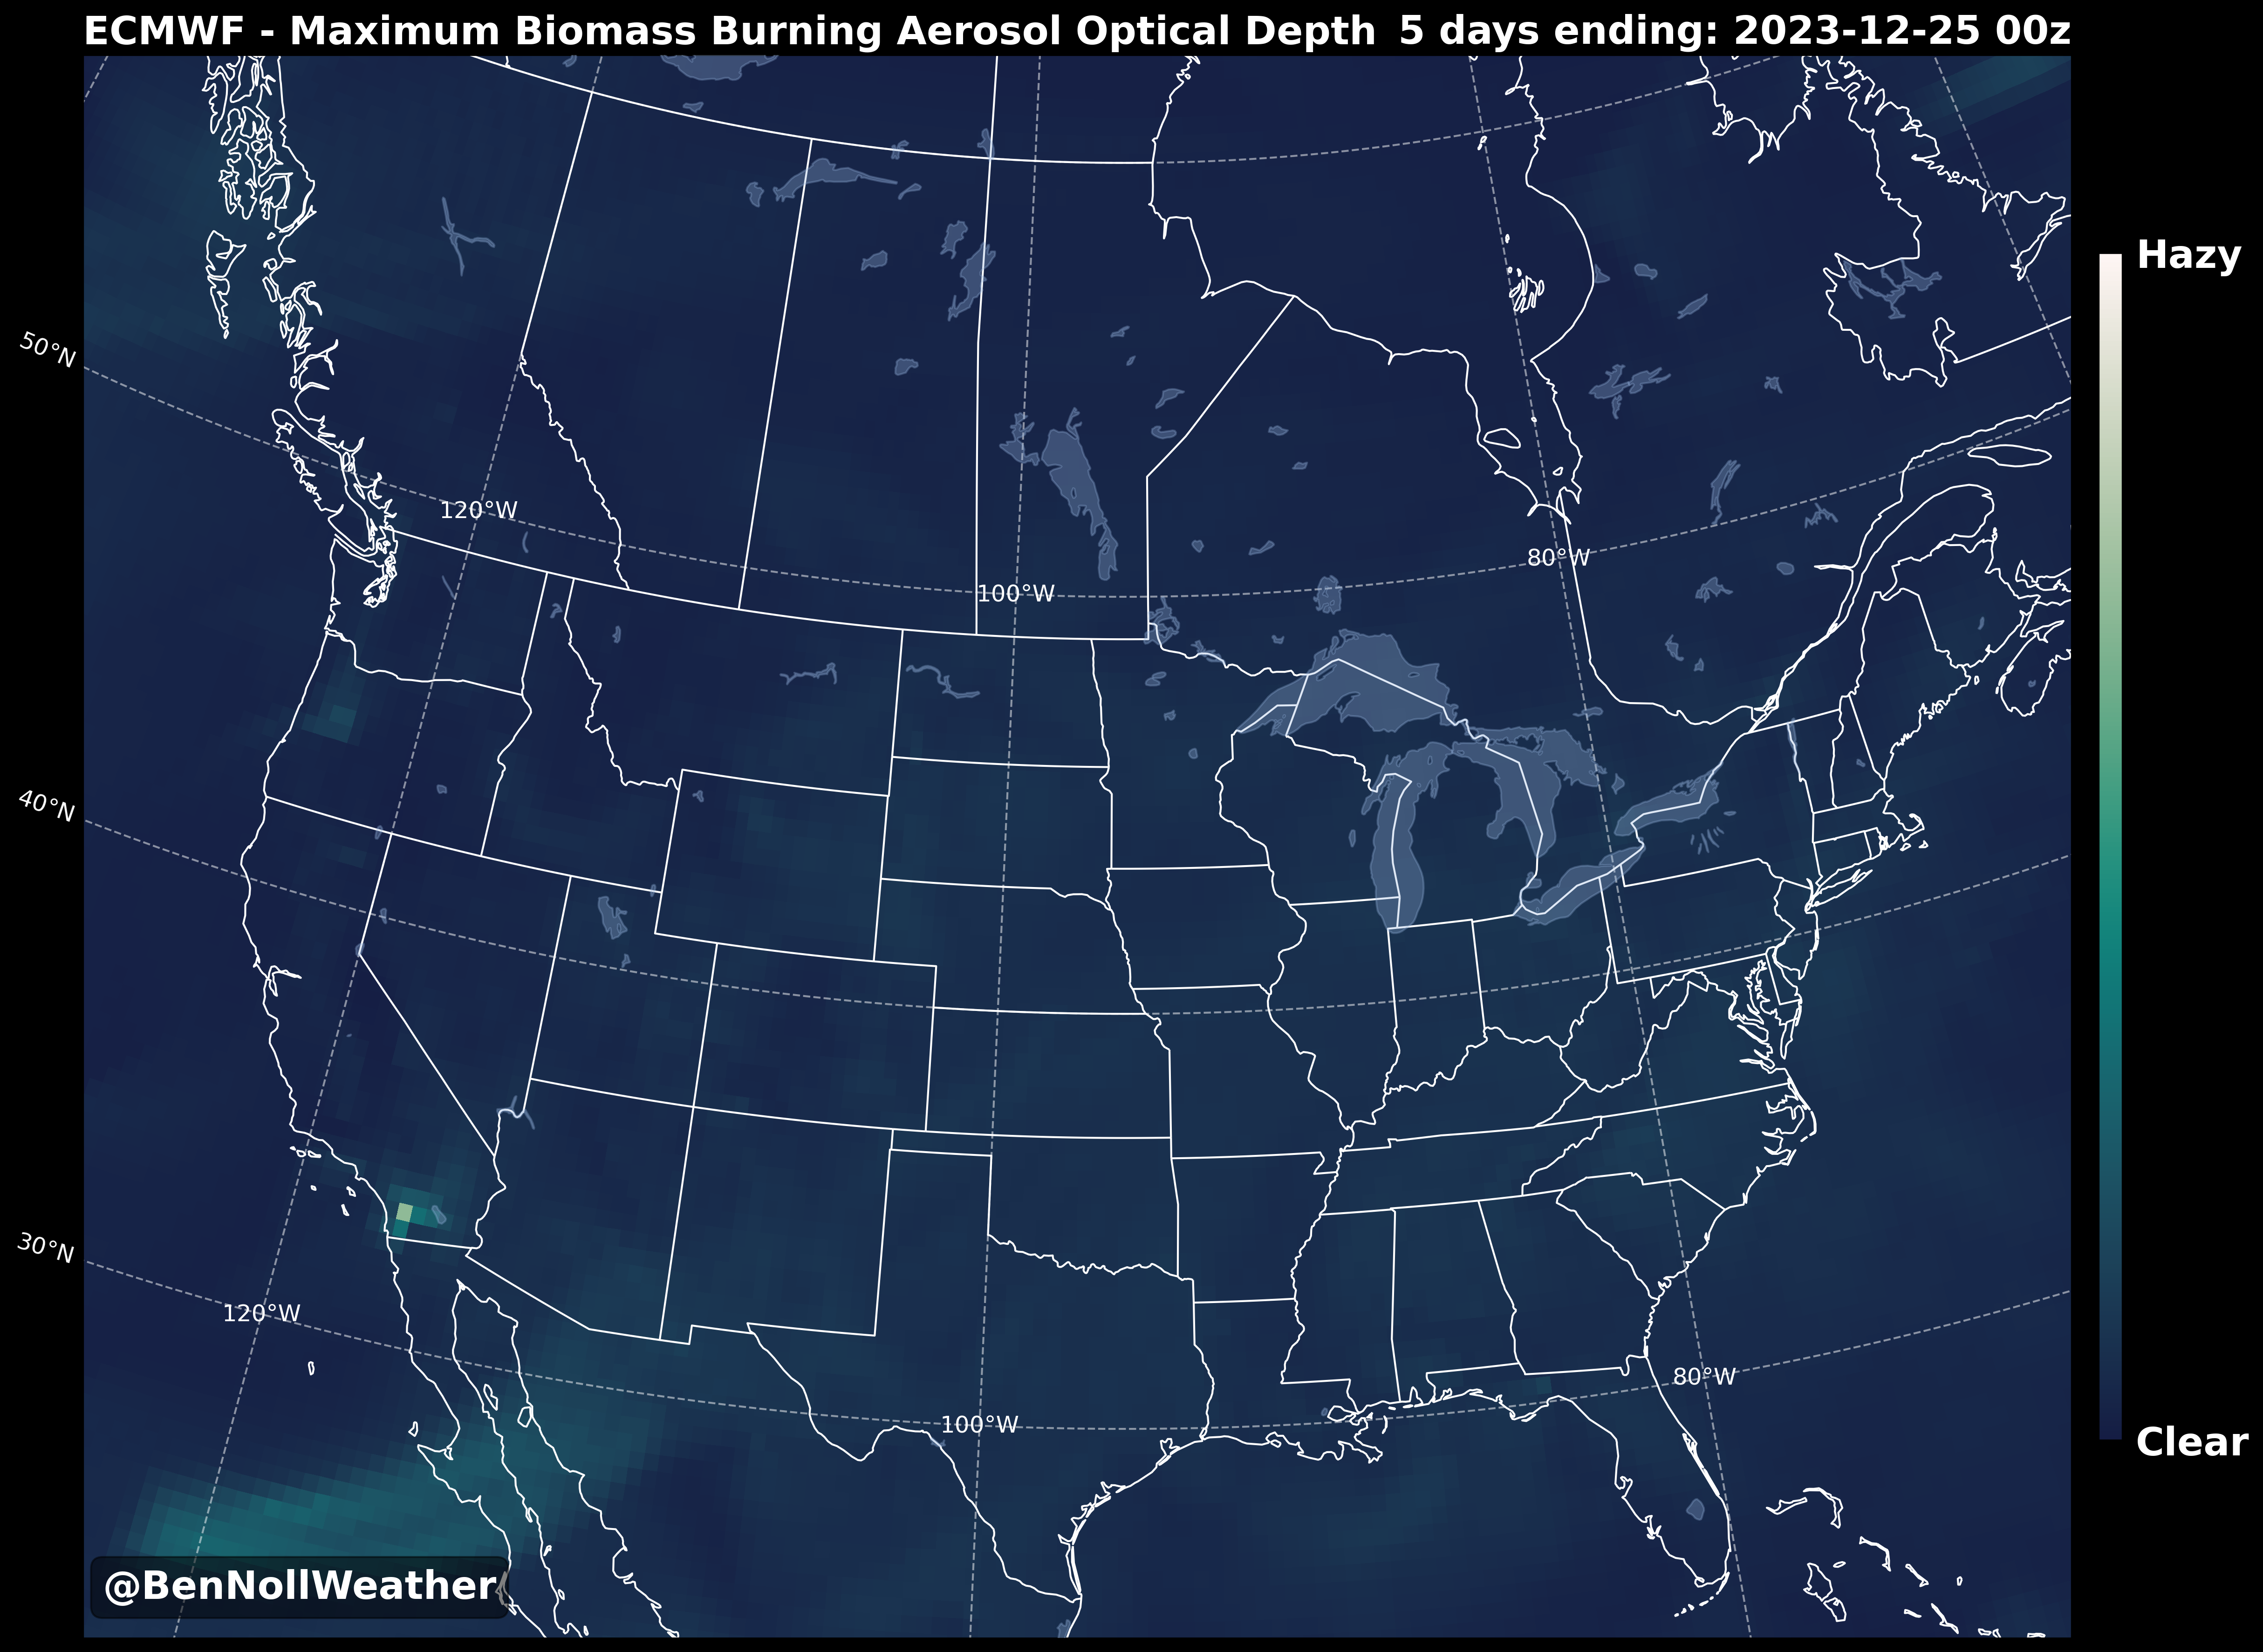 ECMWF - Maximum Biomass Burning Aerosol Optical Depth 5 days ending: 2023-12-25 00z
Hazy
50°N
120°W
80°W
100°W
40°N
30°N
120°W
80°W
100°W
Clear
@BenNollWeather